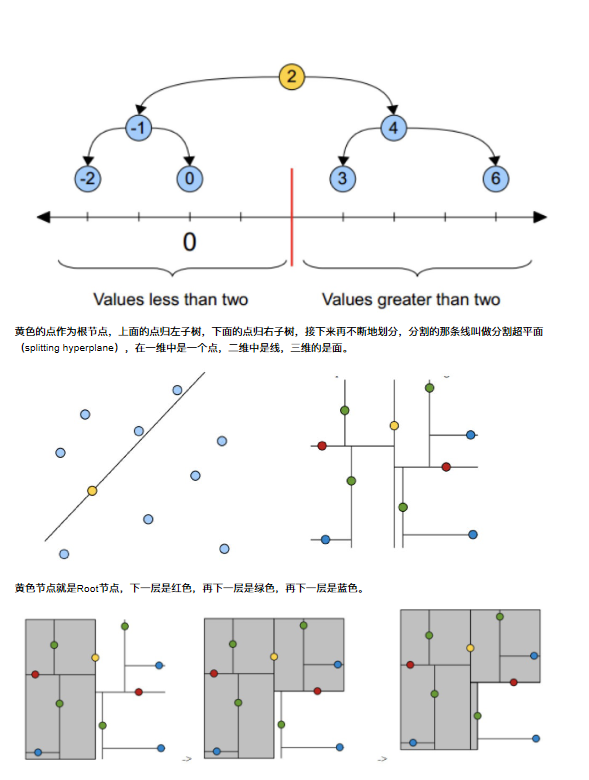 2
-1
4
-2
0
3
6
0
Values less than two
Values greater than two
黄色的点作为根节点，上面的点归左子树，下面的点归右子树，接下来再不断地划分，分割的那条线叫做分割超平面
（splitting hyperplane），在一维中是一个点，二维中是线，三维的是面。
黄色节点就是Root节点，下一层是红色，再下一层是绿色，再下一层是蓝色。
->
->